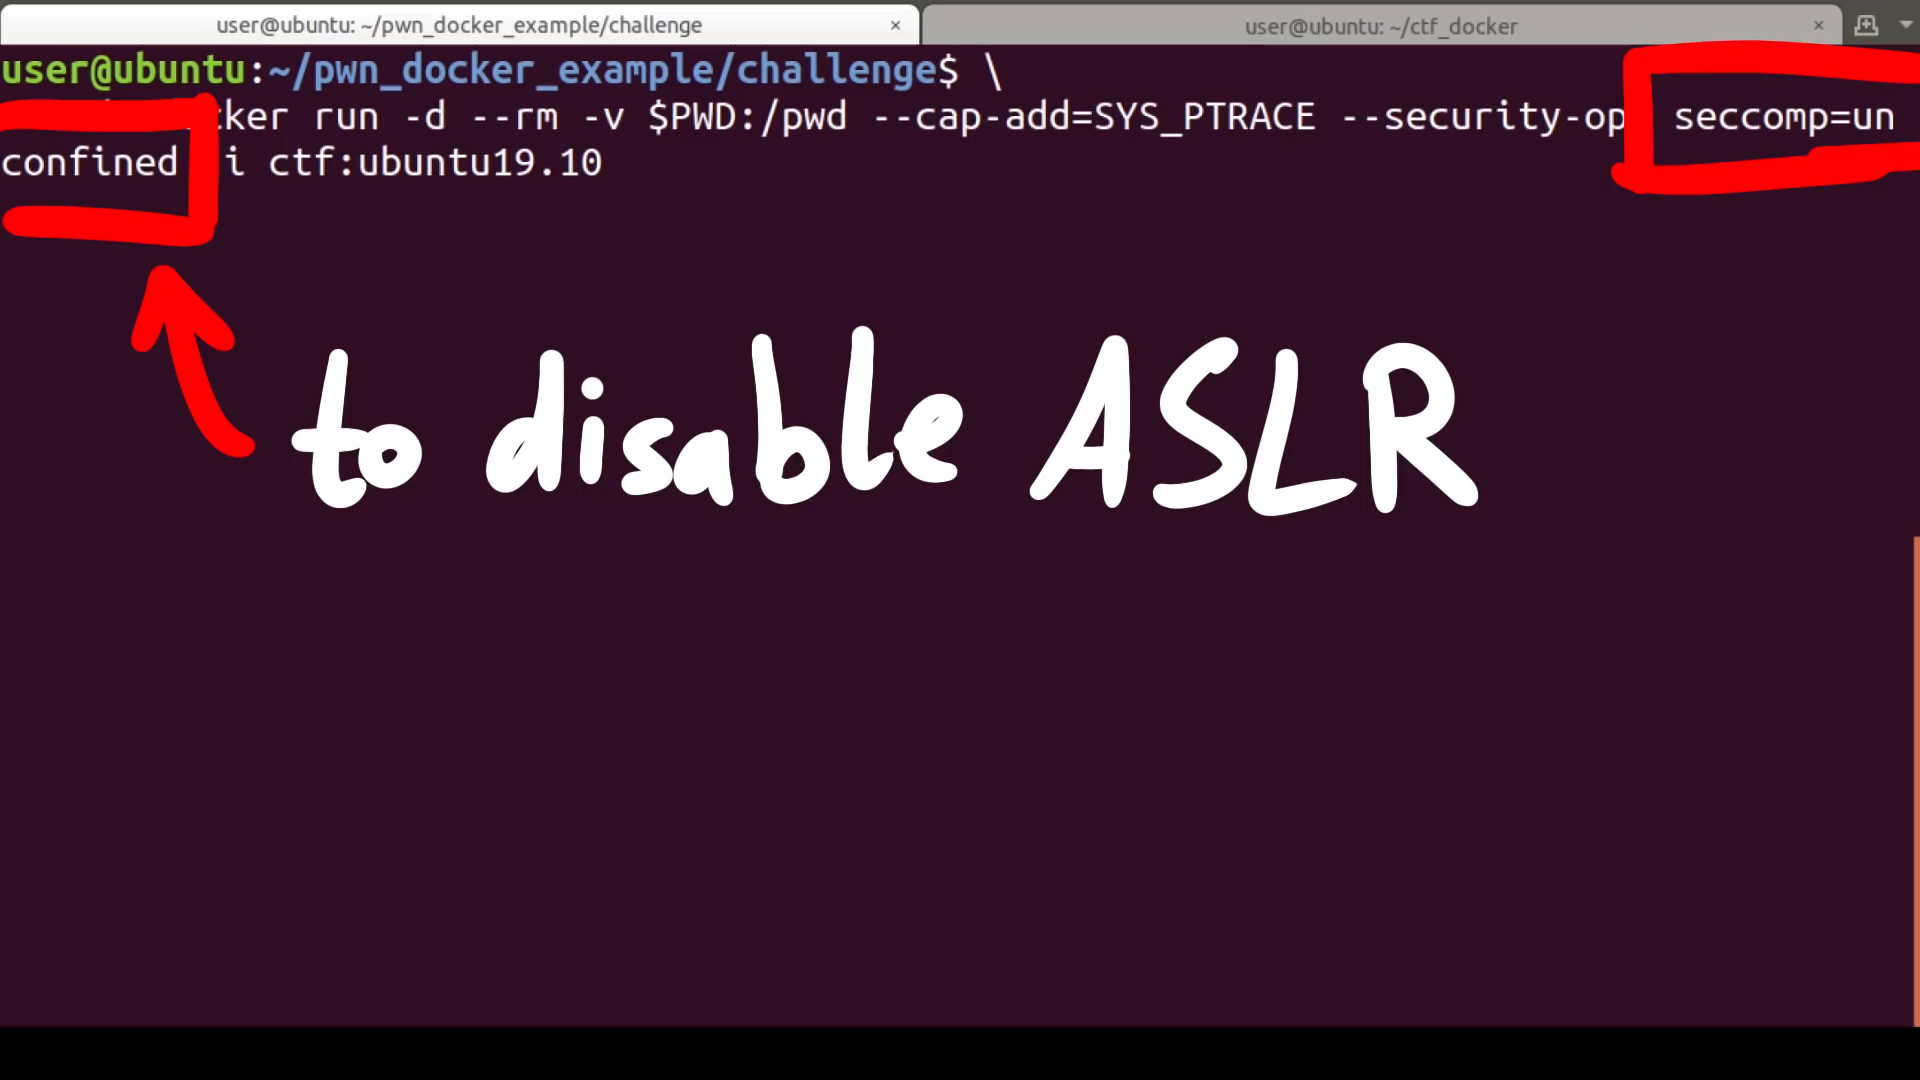 user@ubuntu: ~/pwn_docker_example/challenge × user@ubuntu: ~/ctf_docker ×
user@ubuntu:~/pwn_docker_example/challenge$ \
cker run -d --rm -v $PWD:/pwd --cap-add=SYS_PTRACE --security-op seccomp=un
confined i ctf:ubuntu19.10
to disable ASLR